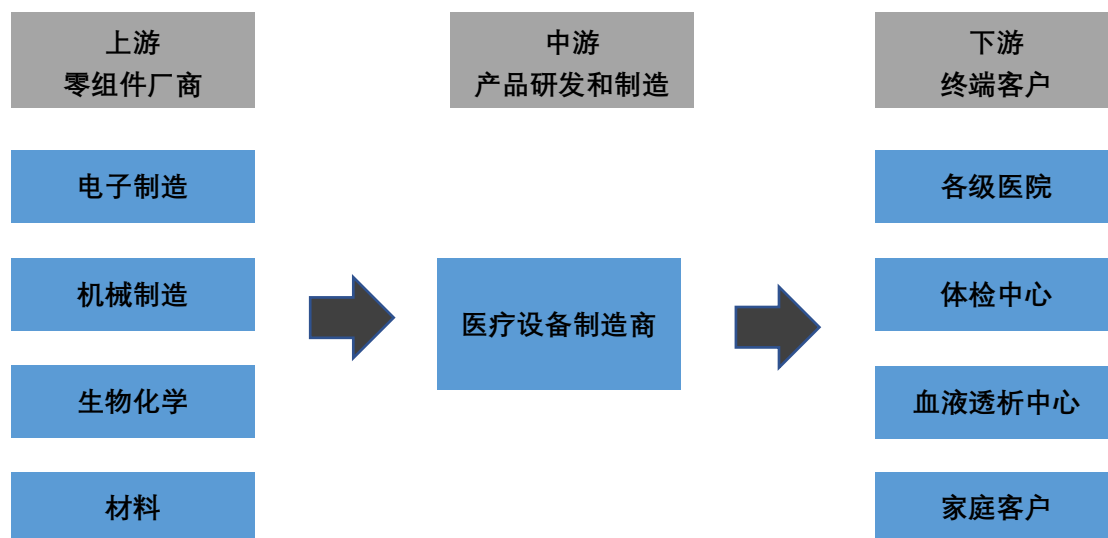 上游
零组件厂商
中游
产品研发和制造
下游
终端客户
电子制造
机械制造
生物化学
材料
医疗设备制造商
各级医院
体检中心
血液透析中心
家庭客户